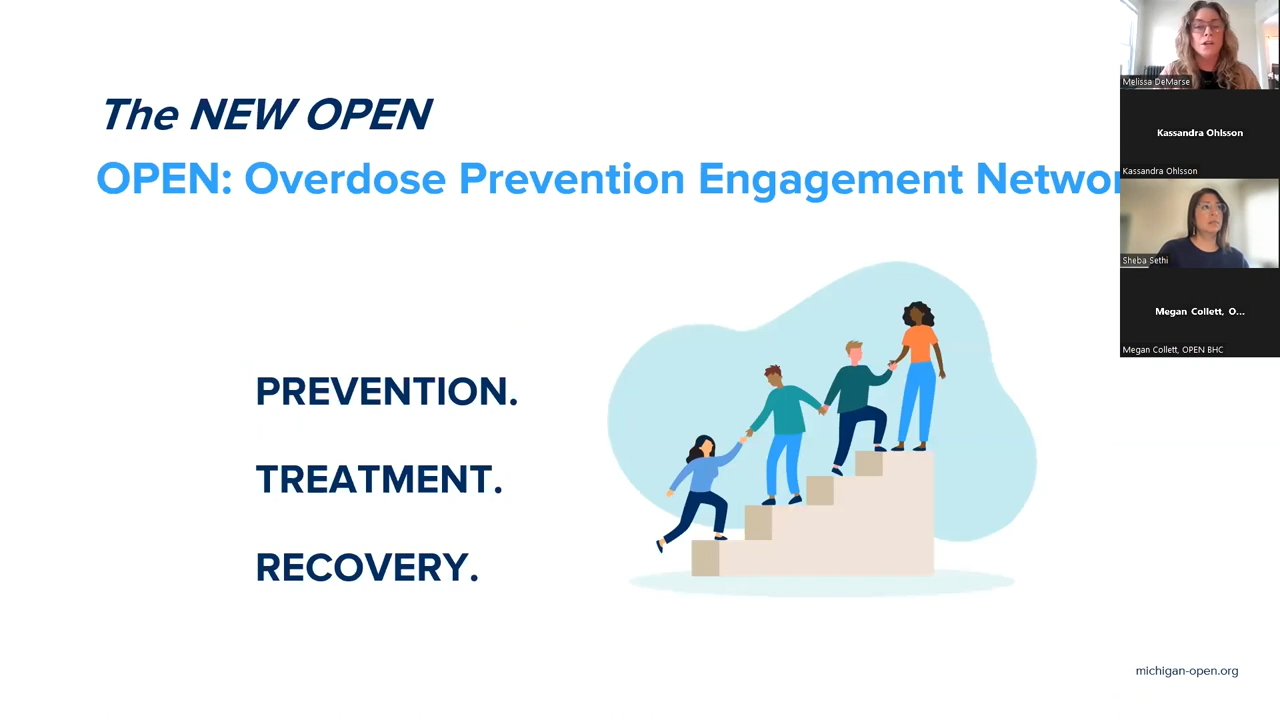 The NEW OPEN
OPEN: Overdose Prevention Engagement Networ
PREVENTION.
TREATMENT.
RECOVERY.
michigan-open.org
Melissa DeMarse
Kassandra Ohlsson
Kassandra Ohlsson
Sheba Sethi
Megan Collett, O...
Megan Collett, OPEN BHC